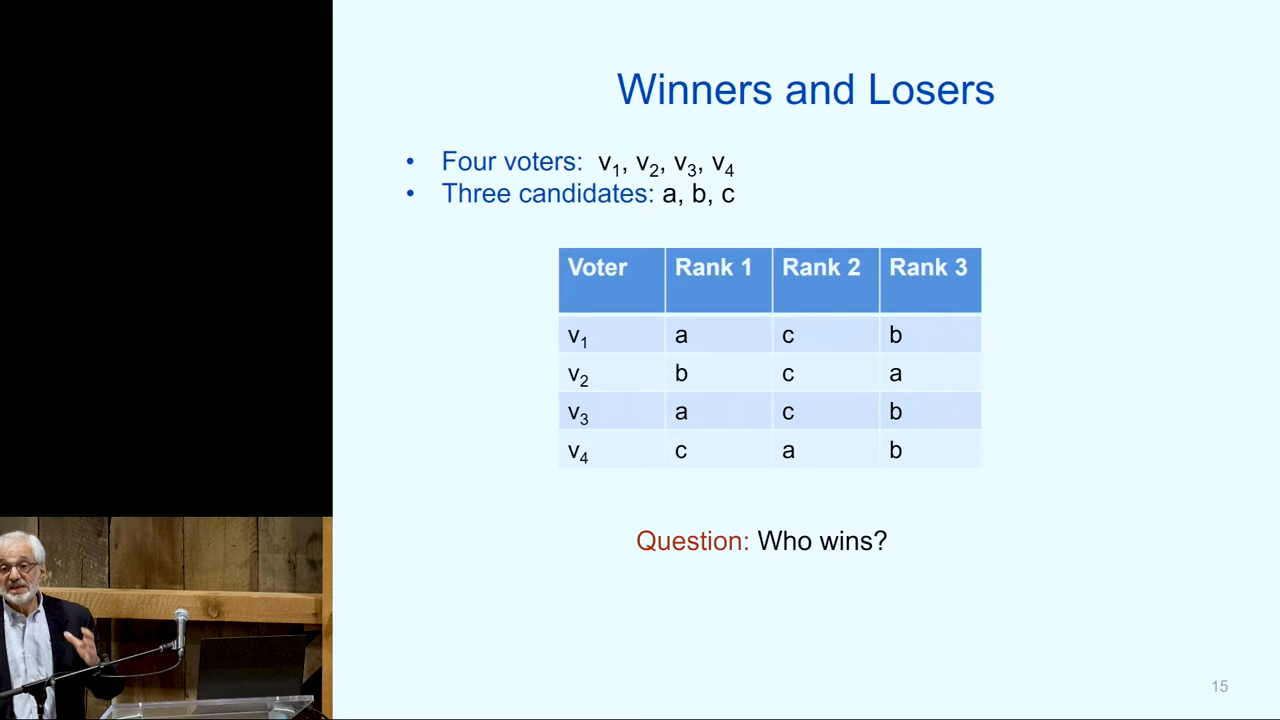 Winners and Losers
• Four voters: v₁, v₂, v₃, v₄
• Three candidates: a, b, c
Voter Rank 1 Rank 2 Rank 3
v₁ a c b
v₂ b c a
v₃ a c b
v₄ c a b
Question: Who wins?
15